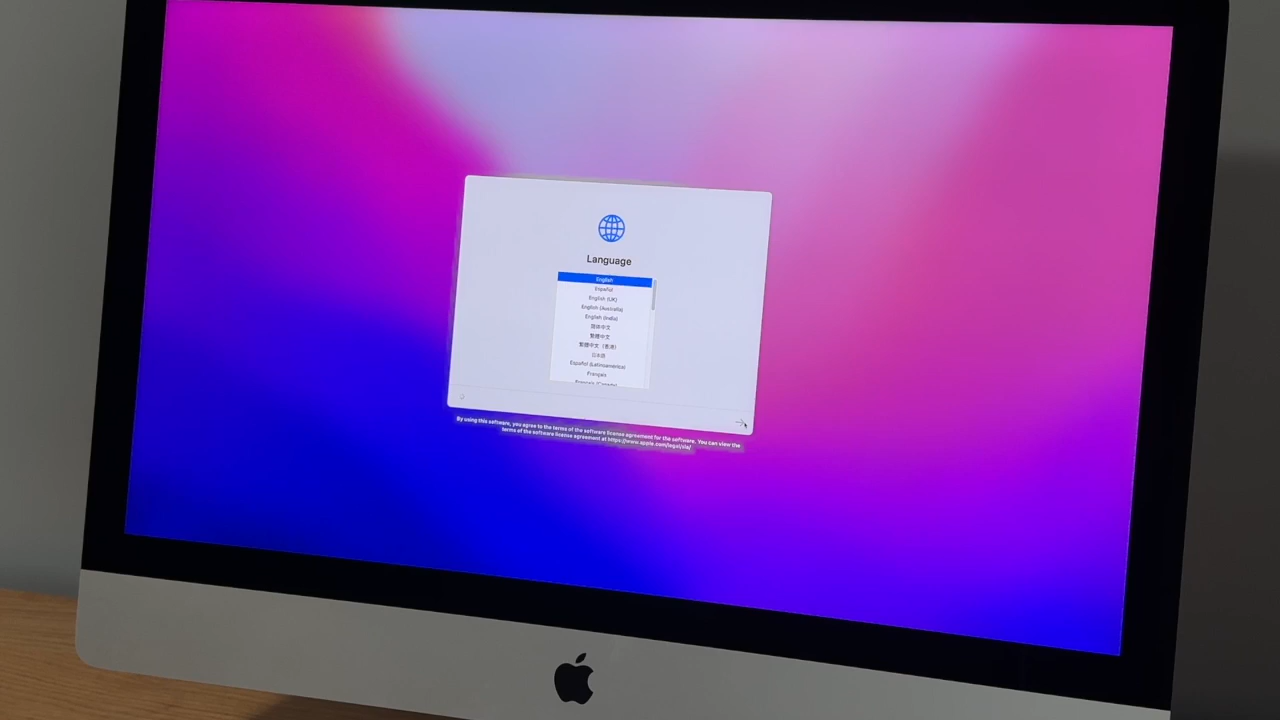 Language
English
Español
English (UK)
English (Australia)
English (India)
简体中文
繁體中文
繁體中文（香港）
日本語
Español (Latinoamérica)
Français
Français (Canada)
By using this software, you agree to the terms of the software license agreement for the software. You can view the
terms of the software license agreement at https://www.apple.com/legal/sla/